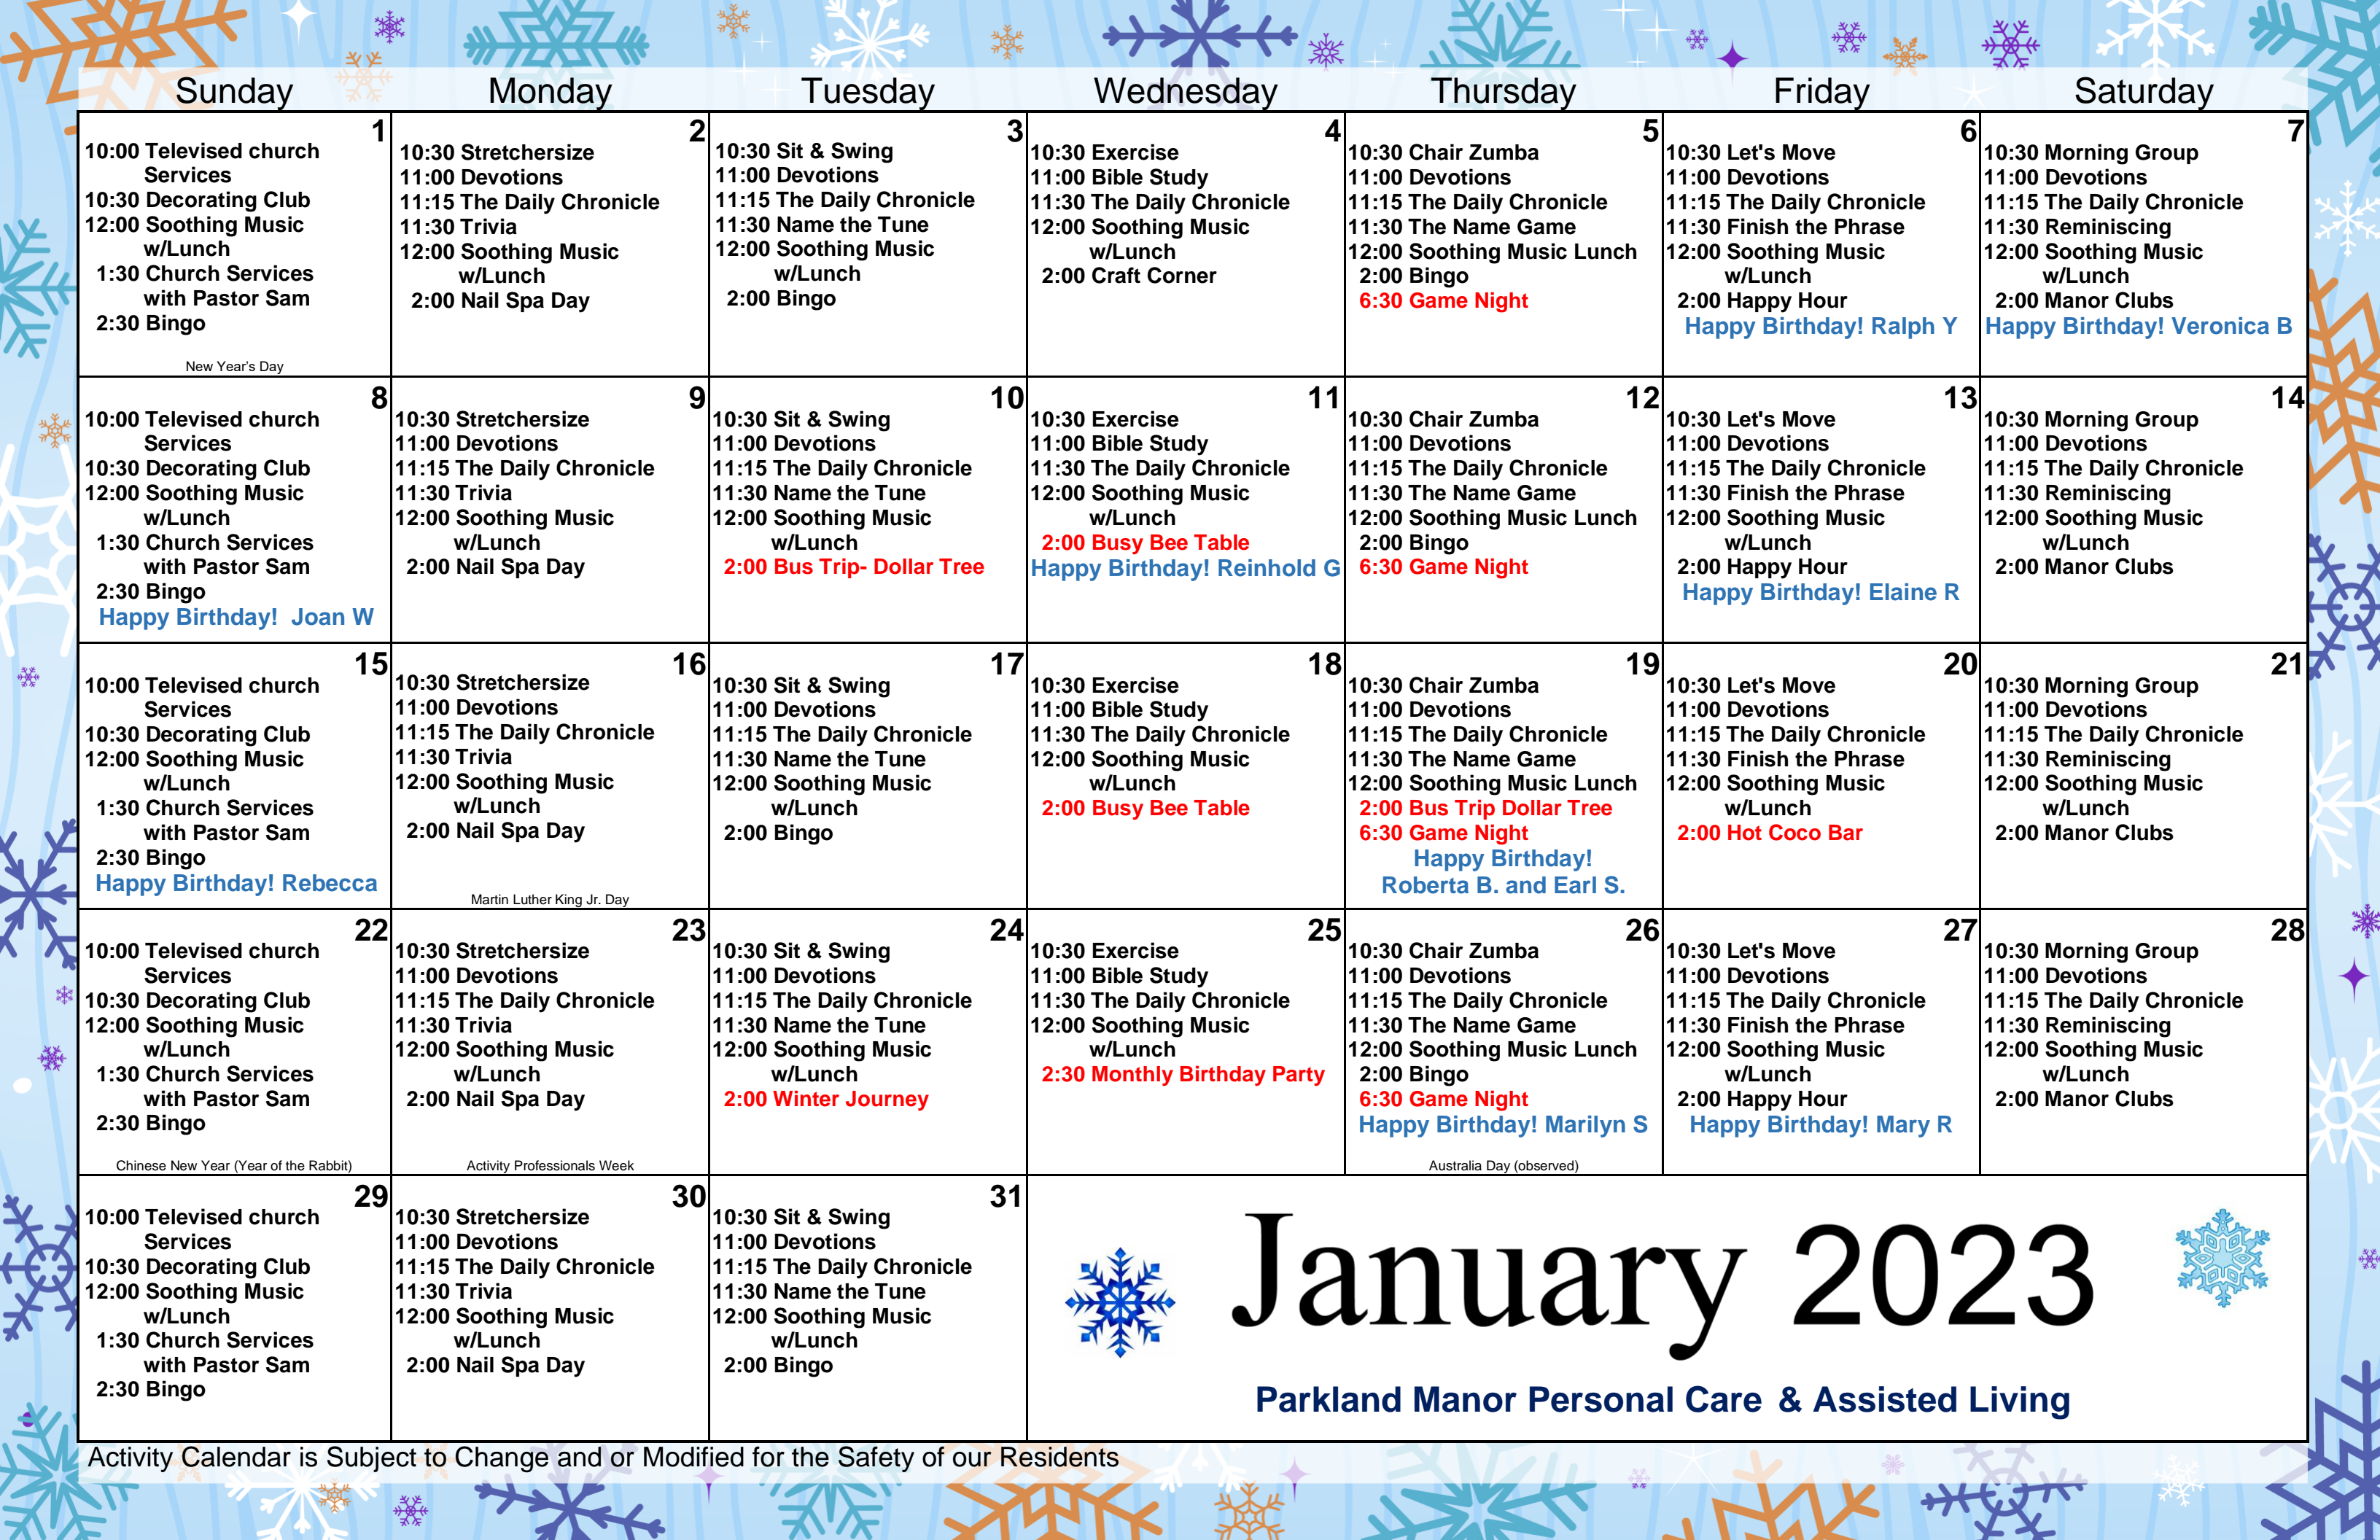 Sunday
Monday
Tuesday
Wednesday
Thursday
Friday
Saturday
1
10:00 Televised church
Services
10:30 Decorating Club
12:00 Soothing Music
w/Lunch
1:30 Church Services
with Pastor Sam
2:30 Bingo
New Year's Day
2
10:30 Stretchersize
11:00 Devotions
11:15 The Daily Chronicle
11:30 Trivia
12:00 Soothing Music
w/Lunch
2:00 Nail Spa Day
3
10:30 Sit & Swing
11:00 Devotions
11:15 The Daily Chronicle
11:30 Name the Tune
12:00 Soothing Music
w/Lunch
2:00 Bingo
4
10:30 Exercise
11:00 Bible Study
11:30 The Daily Chronicle
12:00 Soothing Music
w/Lunch
2:00 Craft Corner
5
10:30 Chair Zumba
11:00 Devotions
11:15 The Daily Chronicle
11:30 The Name Game
12:00 Soothing Music Lunch
2:00 Bingo
6:30 Game Night
6
10:30 Let's Move
11:00 Devotions
11:15 The Daily Chronicle
11:30 Finish the Phrase
12:00 Soothing Music
w/Lunch
2:00 Happy Hour
Happy Birthday! Ralph Y
7
10:30 Morning Group
11:00 Devotions
11:15 The Daily Chronicle
11:30 Reminiscing
12:00 Soothing Music
w/Lunch
2:00 Manor Clubs
Happy Birthday! Veronica B
8
10:00 Televised church
Services
10:30 Decorating Club
12:00 Soothing Music
w/Lunch
1:30 Church Services
with Pastor Sam
2:30 Bingo
Happy Birthday! Joan W
9
10:30 Stretchersize
11:00 Devotions
11:15 The Daily Chronicle
11:30 Trivia
12:00 Soothing Music
w/Lunch
2:00 Nail Spa Day
10
10:30 Sit & Swing
11:00 Devotions
11:15 The Daily Chronicle
11:30 Name the Tune
12:00 Soothing Music
w/Lunch
2:00 Bus Trip- Dollar Tree
11
10:30 Exercise
11:00 Bible Study
11:30 The Daily Chronicle
12:00 Soothing Music
w/Lunch
2:00 Busy Bee Table
Happy Birthday! Reinhold G
12
10:30 Chair Zumba
11:00 Devotions
11:15 The Daily Chronicle
11:30 The Name Game
12:00 Soothing Music Lunch
2:00 Bingo
6:30 Game Night
13
10:30 Let's Move
11:00 Devotions
11:15 The Daily Chronicle
11:30 Finish the Phrase
12:00 Soothing Music
w/Lunch
2:00 Happy Hour
Happy Birthday! Elaine R
14
10:30 Morning Group
11:00 Devotions
11:15 The Daily Chronicle
11:30 Reminiscing
12:00 Soothing Music
w/Lunch
2:00 Manor Clubs
15
10:00 Televised church
Services
10:30 Decorating Club
12:00 Soothing Music
w/Lunch
1:30 Church Services
with Pastor Sam
2:30 Bingo
Happy Birthday! Rebecca
16
10:30 Stretchersize
11:00 Devotions
11:15 The Daily Chronicle
11:30 Trivia
12:00 Soothing Music
w/Lunch
2:00 Nail Spa Day
Martin Luther King Jr. Day
17
10:30 Sit & Swing
11:00 Devotions
11:15 The Daily Chronicle
11:30 Name the Tune
12:00 Soothing Music
w/Lunch
2:00 Bingo
18
10:30 Exercise
11:00 Bible Study
11:30 The Daily Chronicle
12:00 Soothing Music
w/Lunch
2:00 Busy Bee Table
19
10:30 Chair Zumba
11:00 Devotions
11:15 The Daily Chronicle
11:30 The Name Game
12:00 Soothing Music Lunch
2:00 Bus Trip Dollar Tree
6:30 Game Night
Happy Birthday!
Roberta B. and Earl S.
20
10:30 Let's Move
11:00 Devotions
11:15 The Daily Chronicle
11:30 Finish the Phrase
12:00 Soothing Music
w/Lunch
2:00 Hot Coco Bar
21
10:30 Morning Group
11:00 Devotions
11:15 The Daily Chronicle
11:30 Reminiscing
12:00 Soothing Music
w/Lunch
2:00 Manor Clubs
22
10:00 Televised church
Services
10:30 Decorating Club
12:00 Soothing Music
w/Lunch
1:30 Church Services
with Pastor Sam
2:30 Bingo
Chinese New Year (Year of the Rabbit)
23
10:30 Stretchersize
11:00 Devotions
11:15 The Daily Chronicle
11:30 Trivia
12:00 Soothing Music
w/Lunch
2:00 Nail Spa Day
Activity Professionals Week
24
10:30 Sit & Swing
11:00 Devotions
11:15 The Daily Chronicle
11:30 Name the Tune
12:00 Soothing Music
w/Lunch
2:00 Winter Journey
25
10:30 Exercise
11:00 Bible Study
11:30 The Daily Chronicle
12:00 Soothing Music
w/Lunch
2:30 Monthly Birthday Party
26
10:30 Chair Zumba
11:00 Devotions
11:15 The Daily Chronicle
11:30 The Name Game
12:00 Soothing Music Lunch
2:00 Bingo
6:30 Game Night
Happy Birthday! Marilyn S
Australia Day (observed)
27
10:30 Let's Move
11:00 Devotions
11:15 The Daily Chronicle
11:30 Finish the Phrase
12:00 Soothing Music
w/Lunch
2:00 Happy Hour
Happy Birthday! Mary R
28
10:30 Morning Group
11:00 Devotions
11:15 The Daily Chronicle
11:30 Reminiscing
12:00 Soothing Music
w/Lunch
2:00 Manor Clubs
29
10:00 Televised church
Services
10:30 Decorating Club
12:00 Soothing Music
w/Lunch
1:30 Church Services
with Pastor Sam
2:30 Bingo
30
10:30 Stretchersize
11:00 Devotions
11:15 The Daily Chronicle
11:30 Trivia
12:00 Soothing Music
w/Lunch
2:00 Nail Spa Day
31
10:30 Sit & Swing
11:00 Devotions
11:15 The Daily Chronicle
11:30 Name the Tune
12:00 Soothing Music
w/Lunch
2:00 Bingo
January 2023
Parkland Manor Personal Care & Assisted Living
Activity Calendar is Subject to Change and or Modified for the Safety of our Residents